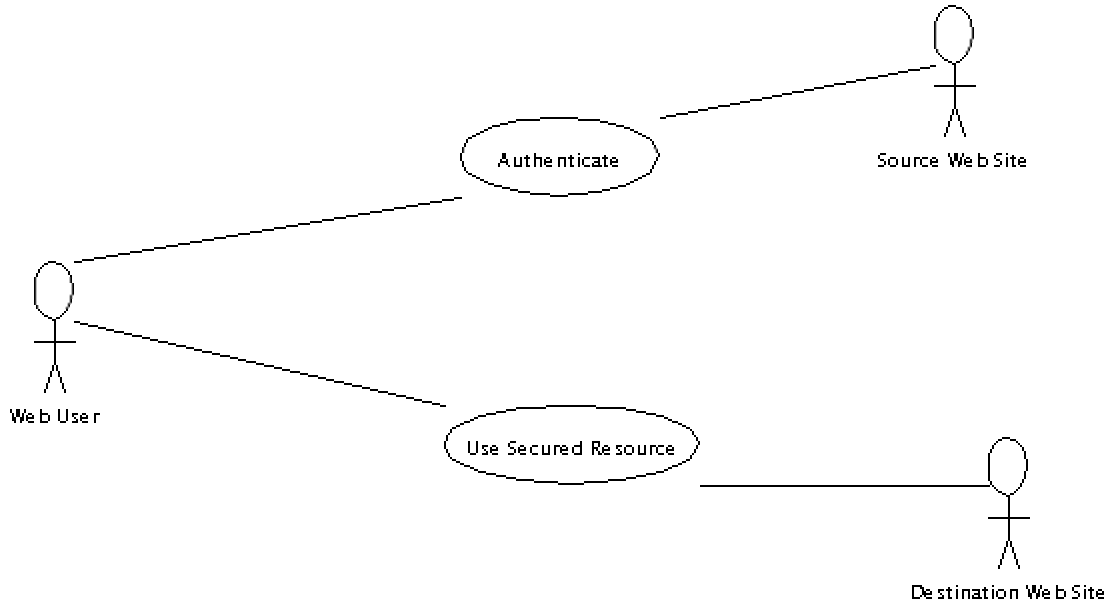 Authenticate
Source Web Site
Web User
Use Secured Resource
Destination Web Site